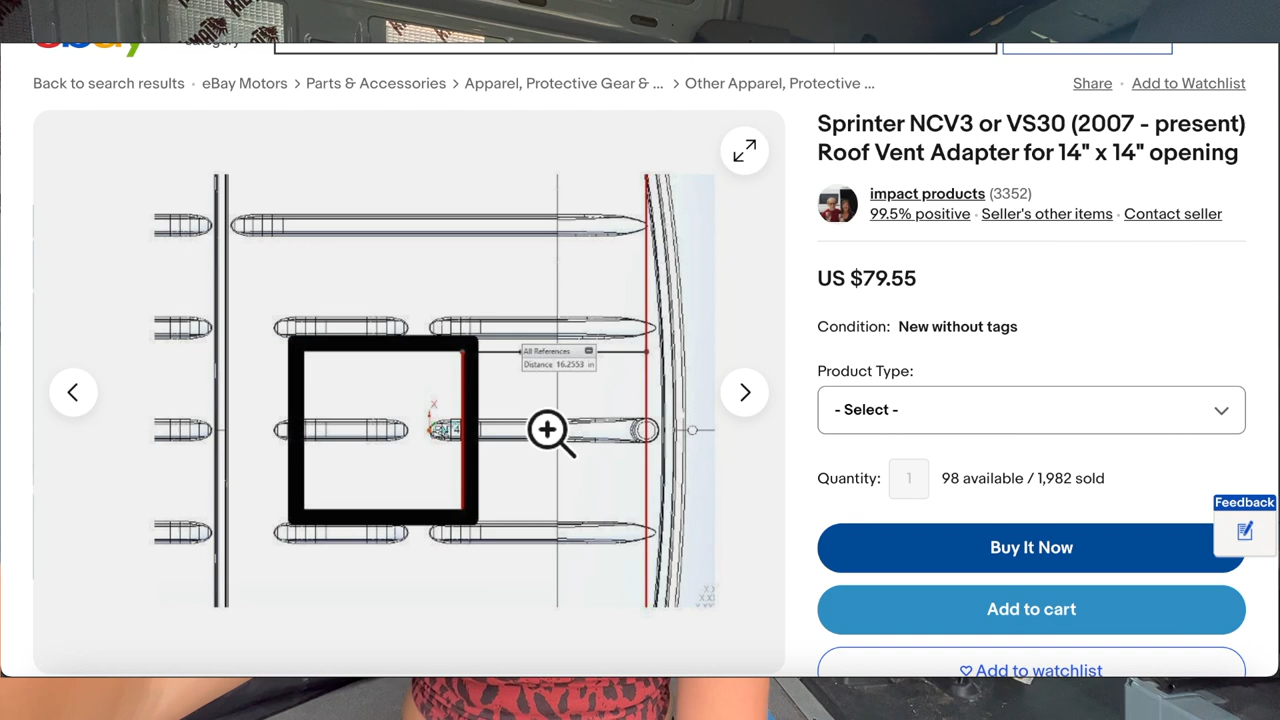 Back to search results
eBay Motors > Parts & Accessories > Apparel, Protective Gear & ... > Other Apparel, Protective ...
Share
Add to Watchlist
Sprinter NCV3 or VS30 (2007 - present)
Roof Vent Adapter for 14" x 14" opening
impact products (3352)
99.5% positive · Seller's other items · Contact seller
US $79.55
Condition: New without tags
All References
Distance 16.2553 in
Product Type:
- Select -
X
Quantity: 1 98 available / 1,982 sold
Feedback
Buy It Now
Add to cart
Add to watchlist